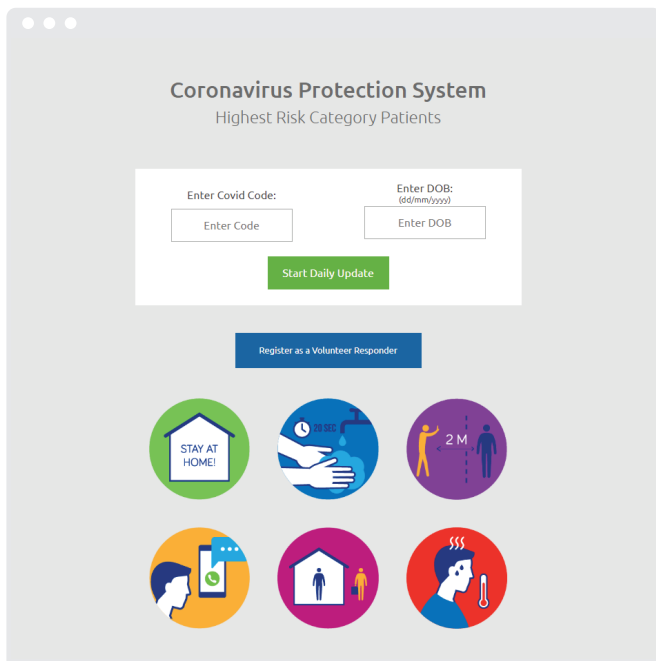 Coronavirus Protection System
Highest Risk Category Patients
Enter Covid Code:
Enter DOB:
(dd/mm/yyyy)
Enter Code
Enter DOB
Start Daily Update
Register as a Volunteer Responder
STAY AT
HOME!
20 SEC
2 M